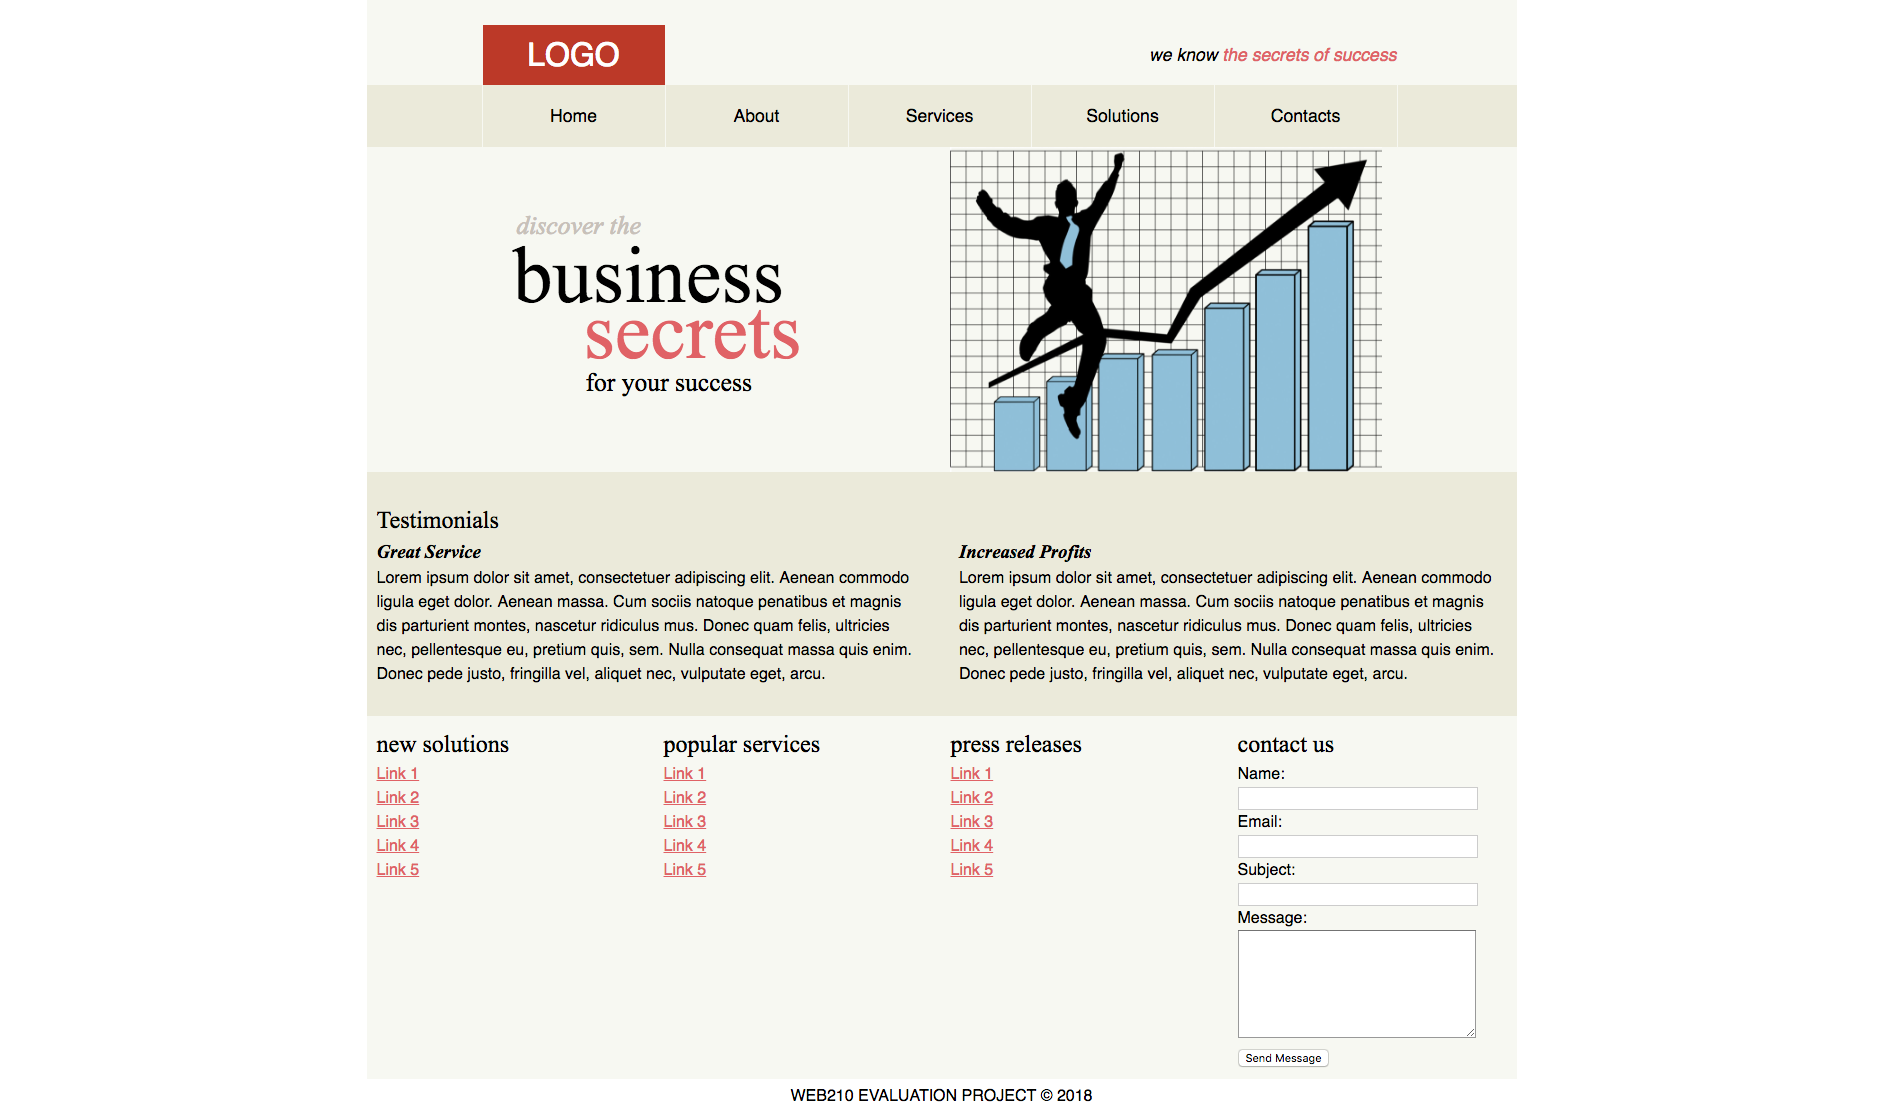 LOGO
we know the secrets of success
Home
About
Services
Solutions
Contacts
discover the
business
secrets
for your success
Testimonials
Great Service
Lorem ipsum dolor sit amet, consectetuer adipiscing elit. Aenean commodo
ligula eget dolor. Aenean massa. Cum sociis natoque penatibus et magnis
dis parturient montes, nascetur ridiculus mus. Donec quam felis, ultricies
nec, pellentesque eu, pretium quis, sem. Nulla consequat massa quis enim.
Donec pede justo, fringilla vel, aliquet nec, vulputate eget, arcu.
Increased Profits
Lorem ipsum dolor sit amet, consectetuer adipiscing elit. Aenean commodo
ligula eget dolor. Aenean massa. Cum sociis natoque penatibus et magnis
dis parturient montes, nascetur ridiculus mus. Donec quam felis, ultricies
nec, pellentesque eu, pretium quis, sem. Nulla consequat massa quis enim.
Donec pede justo, fringilla vel, aliquet nec, vulputate eget, arcu.
new solutions
Link 1
Link 2
Link 3
Link 4
Link 5
popular services
Link 1
Link 2
Link 3
Link 4
Link 5
press releases
Link 1
Link 2
Link 3
Link 4
Link 5
contact us
Name:
Email:
Subject:
Message:
Send Message
WEB210 EVALUATION PROJECT © 2018